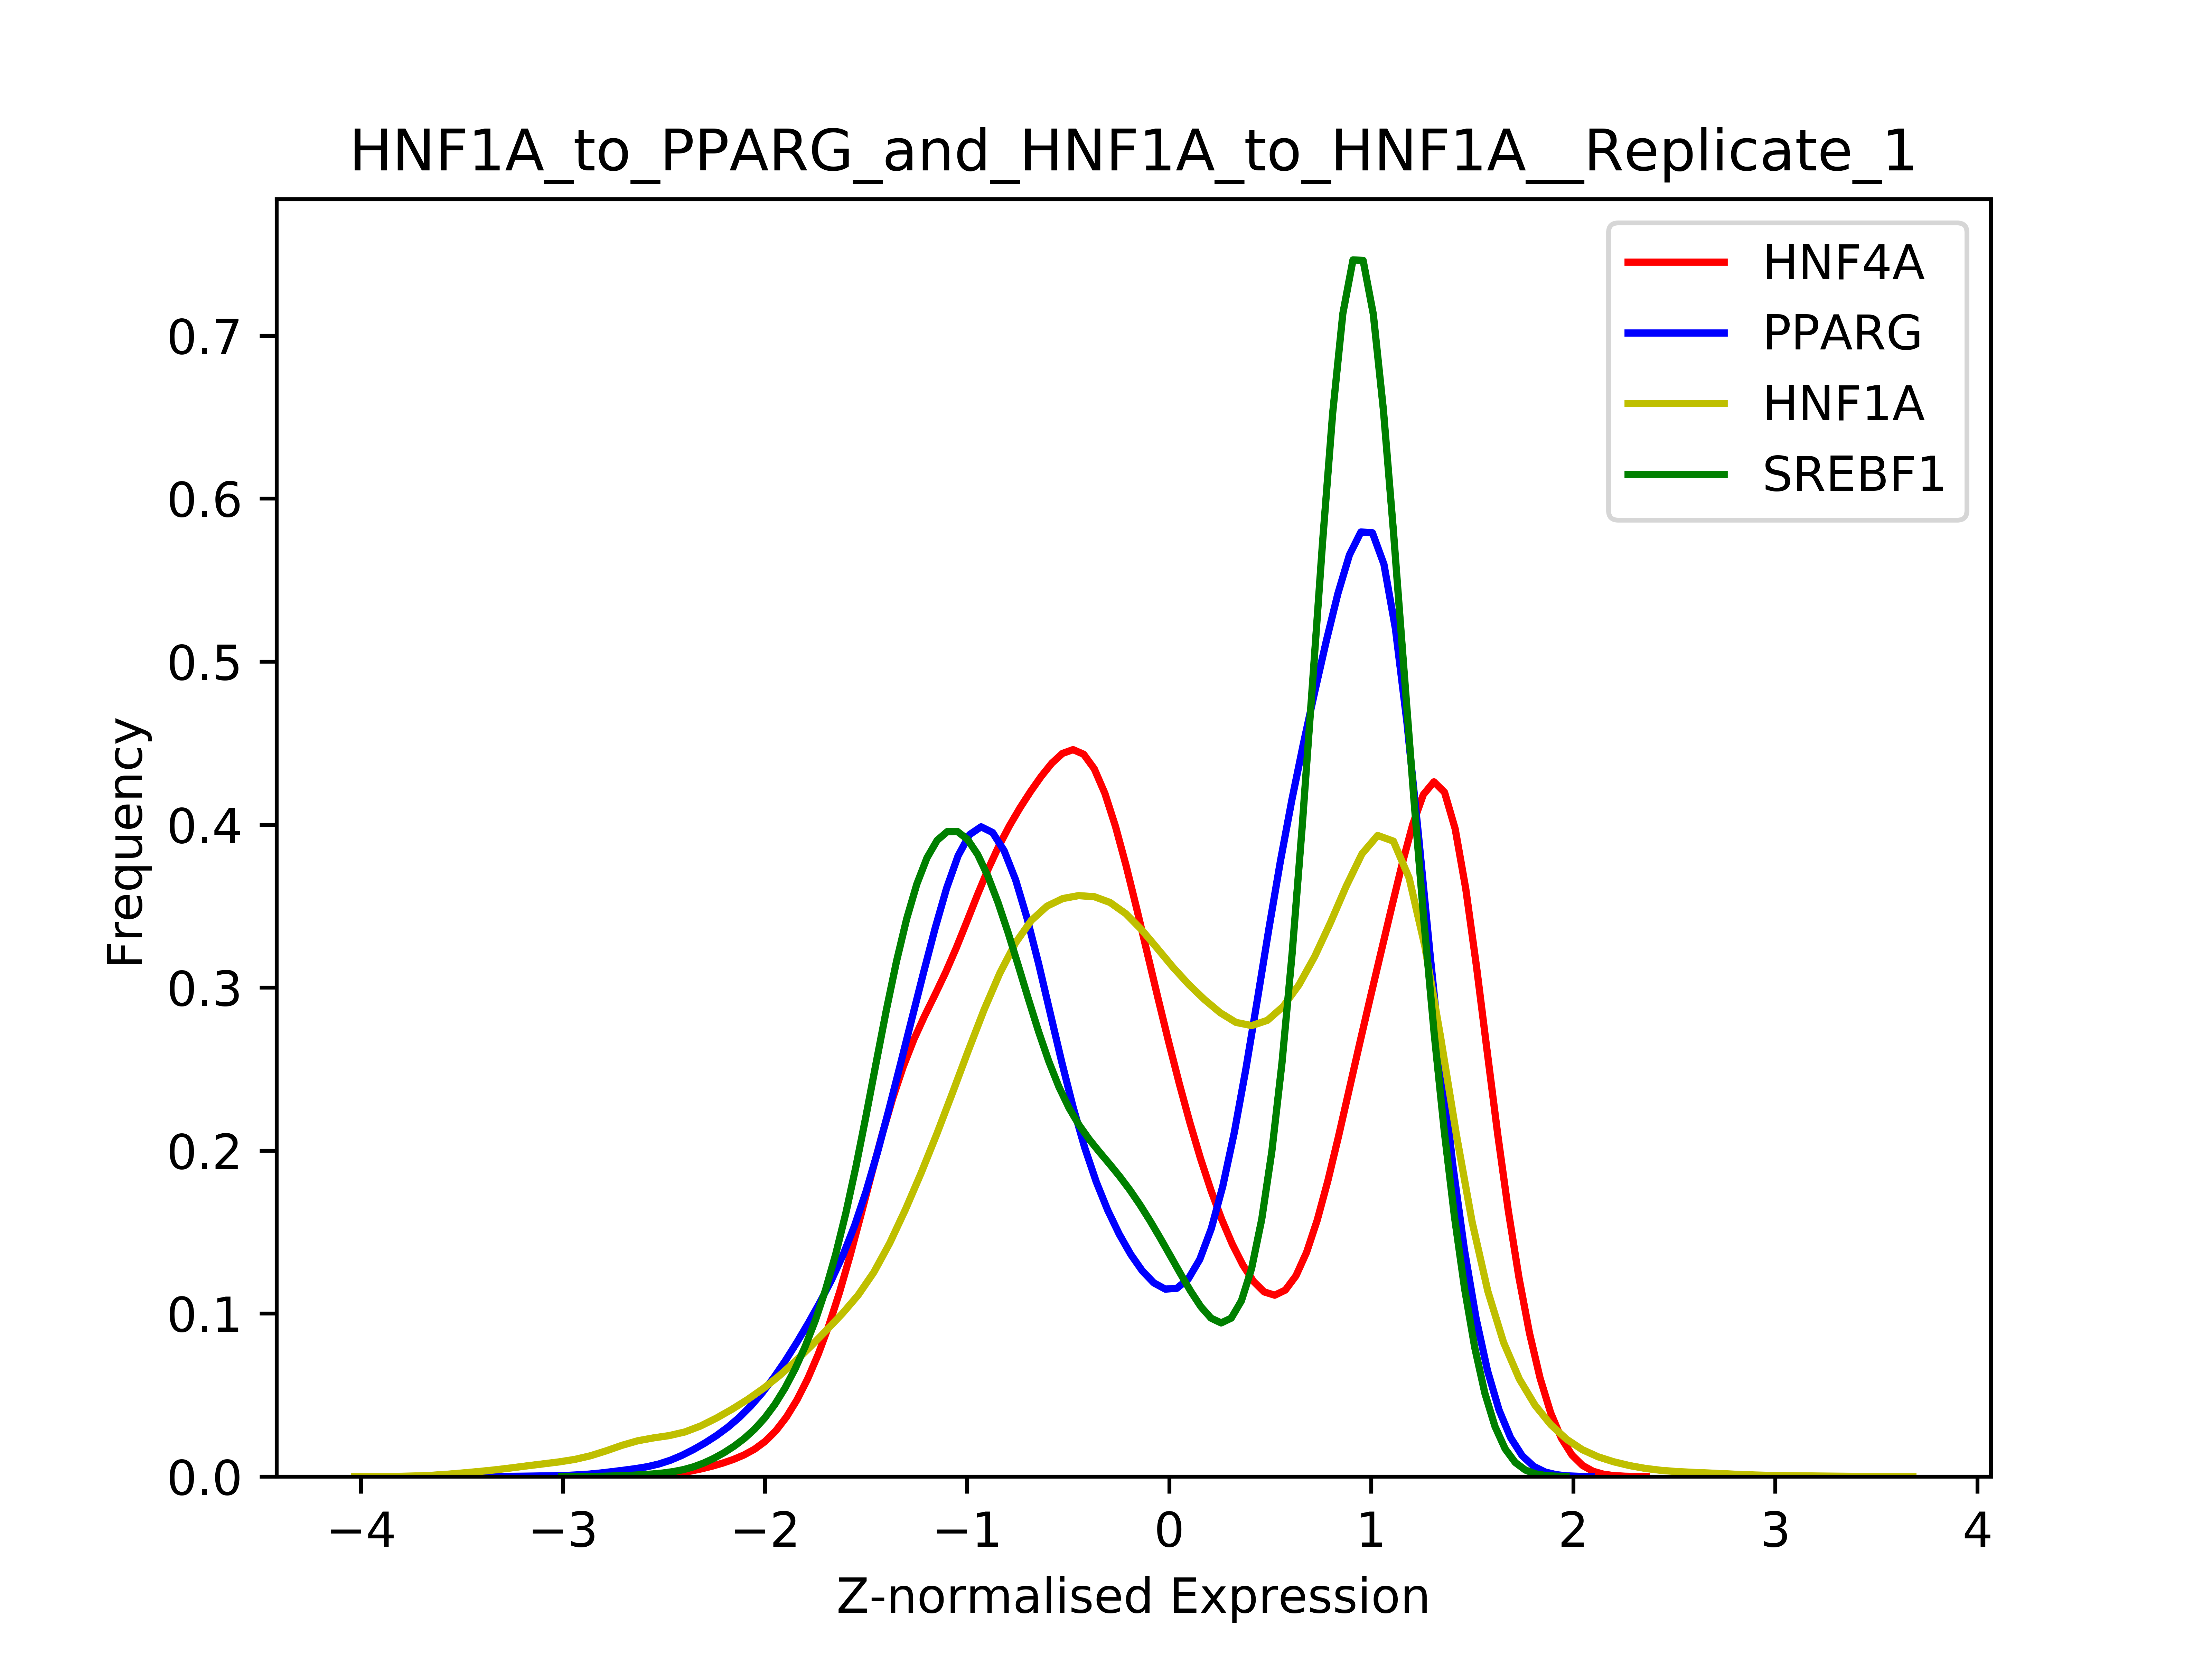 HNF1A_to_PPARG_and_HNF1A_to_HNF1A__Replicate_1
HNF4A
PPARG
HNF1A
SREBF1
Frequency
0.7
0.6
0.5
0.4
0.3
0.2
0.1
0.0
−4 −3 −2 −1 0 1 2 3 4
Z-normalised Expression